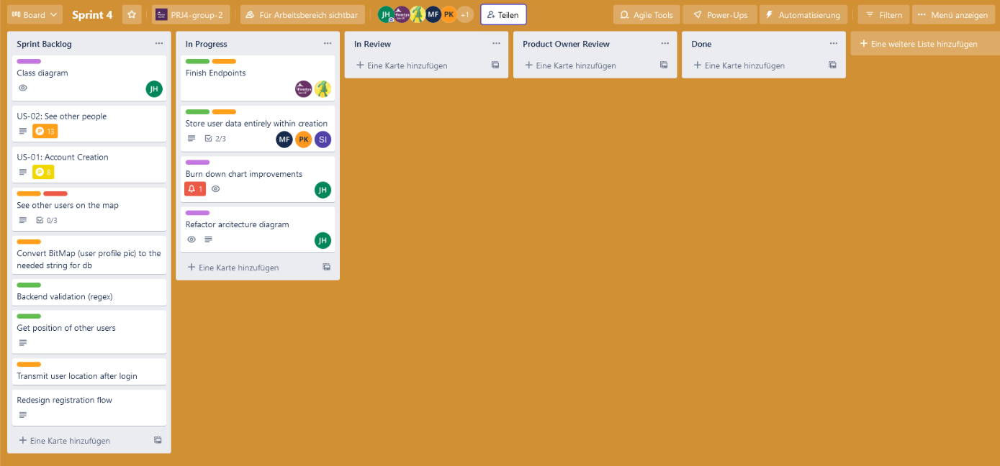 Board
Sprint 4
PRJ4-group-2
Für Arbeitsbereich sichtbar
JH
Fontys
MF
PK
+1
Teilen
Agile Tools
Power-Ups
Automatisierung
Filtern
Menü anzeigen
Sprint Backlog
Class diagram
JH
US-02: See other people
P 13
US-01: Account Creation
P 8
See other users on the map
0/3
Convert BitMap (user profile pic) to the
needed string for db
Backend validation (regex)
Get position of other users
Transmit user location after login
Redesign registration flow
Eine Karte hinzufügen
In Progress
Finish Endpoints
Fontys
Store user data entirely within creation
2/3
MF
PK
SI
Burn down chart improvements
1
JH
Refactor arcitecture diagram
JH
Eine Karte hinzufügen
In Review
Eine Karte hinzufügen
Product Owner Review
Eine Karte hinzufügen
Done
Eine Karte hinzufügen
Eine weitere Liste hinzufügen